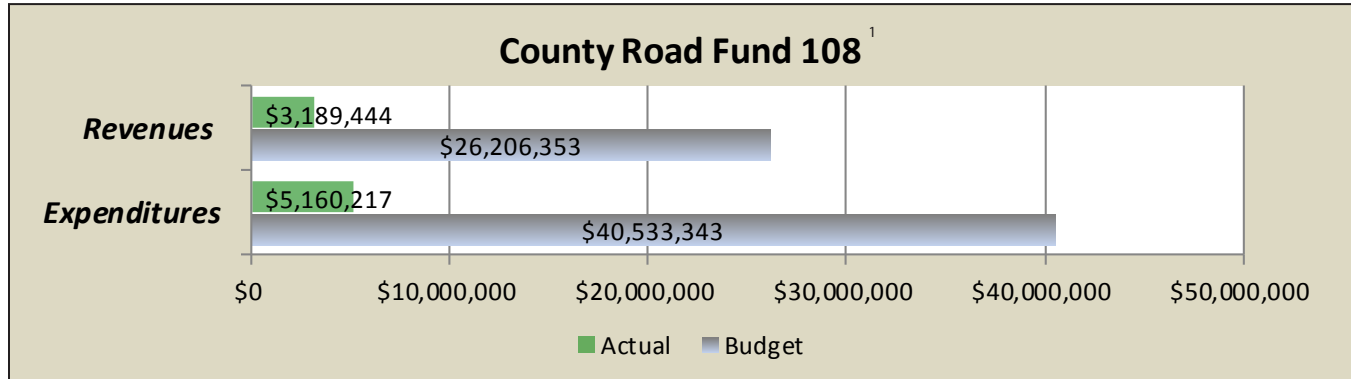 County Road Fund 108 1
Revenues
$3,189,444
$26,206,353
Expenditures
$5,160,217
$40,533,343
$0 $10,000,000 $20,000,000 $30,000,000 $40,000,000 $50,000,000
Actual Budget